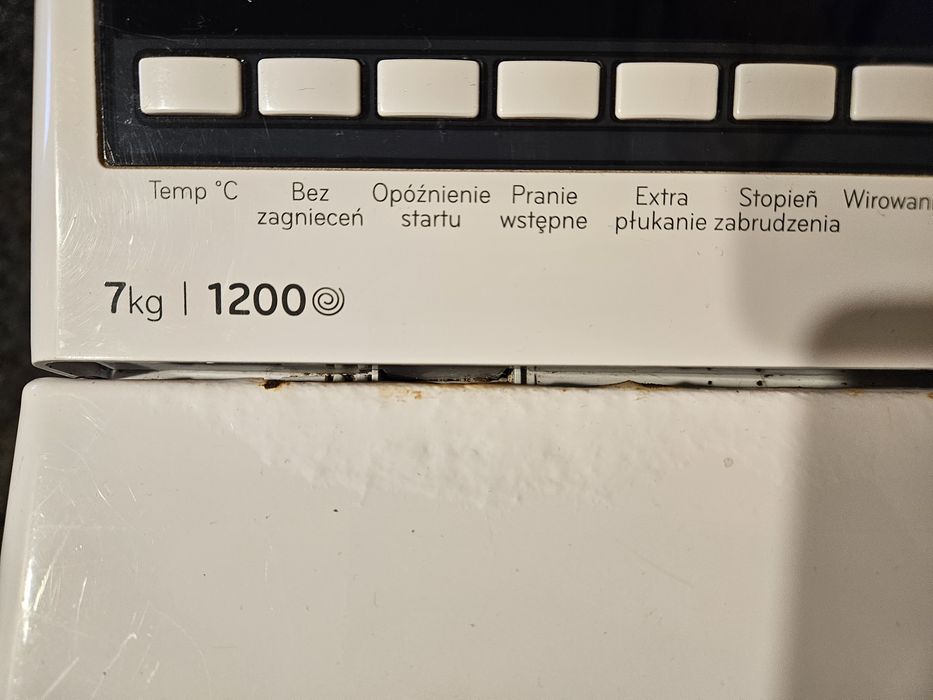 Temp °C
Bez
zagnieceń
Opóźnienie
startu
Pranie
wstępne
Extra
płukanie
Stopień
zabrudzenia
7kg | 1200